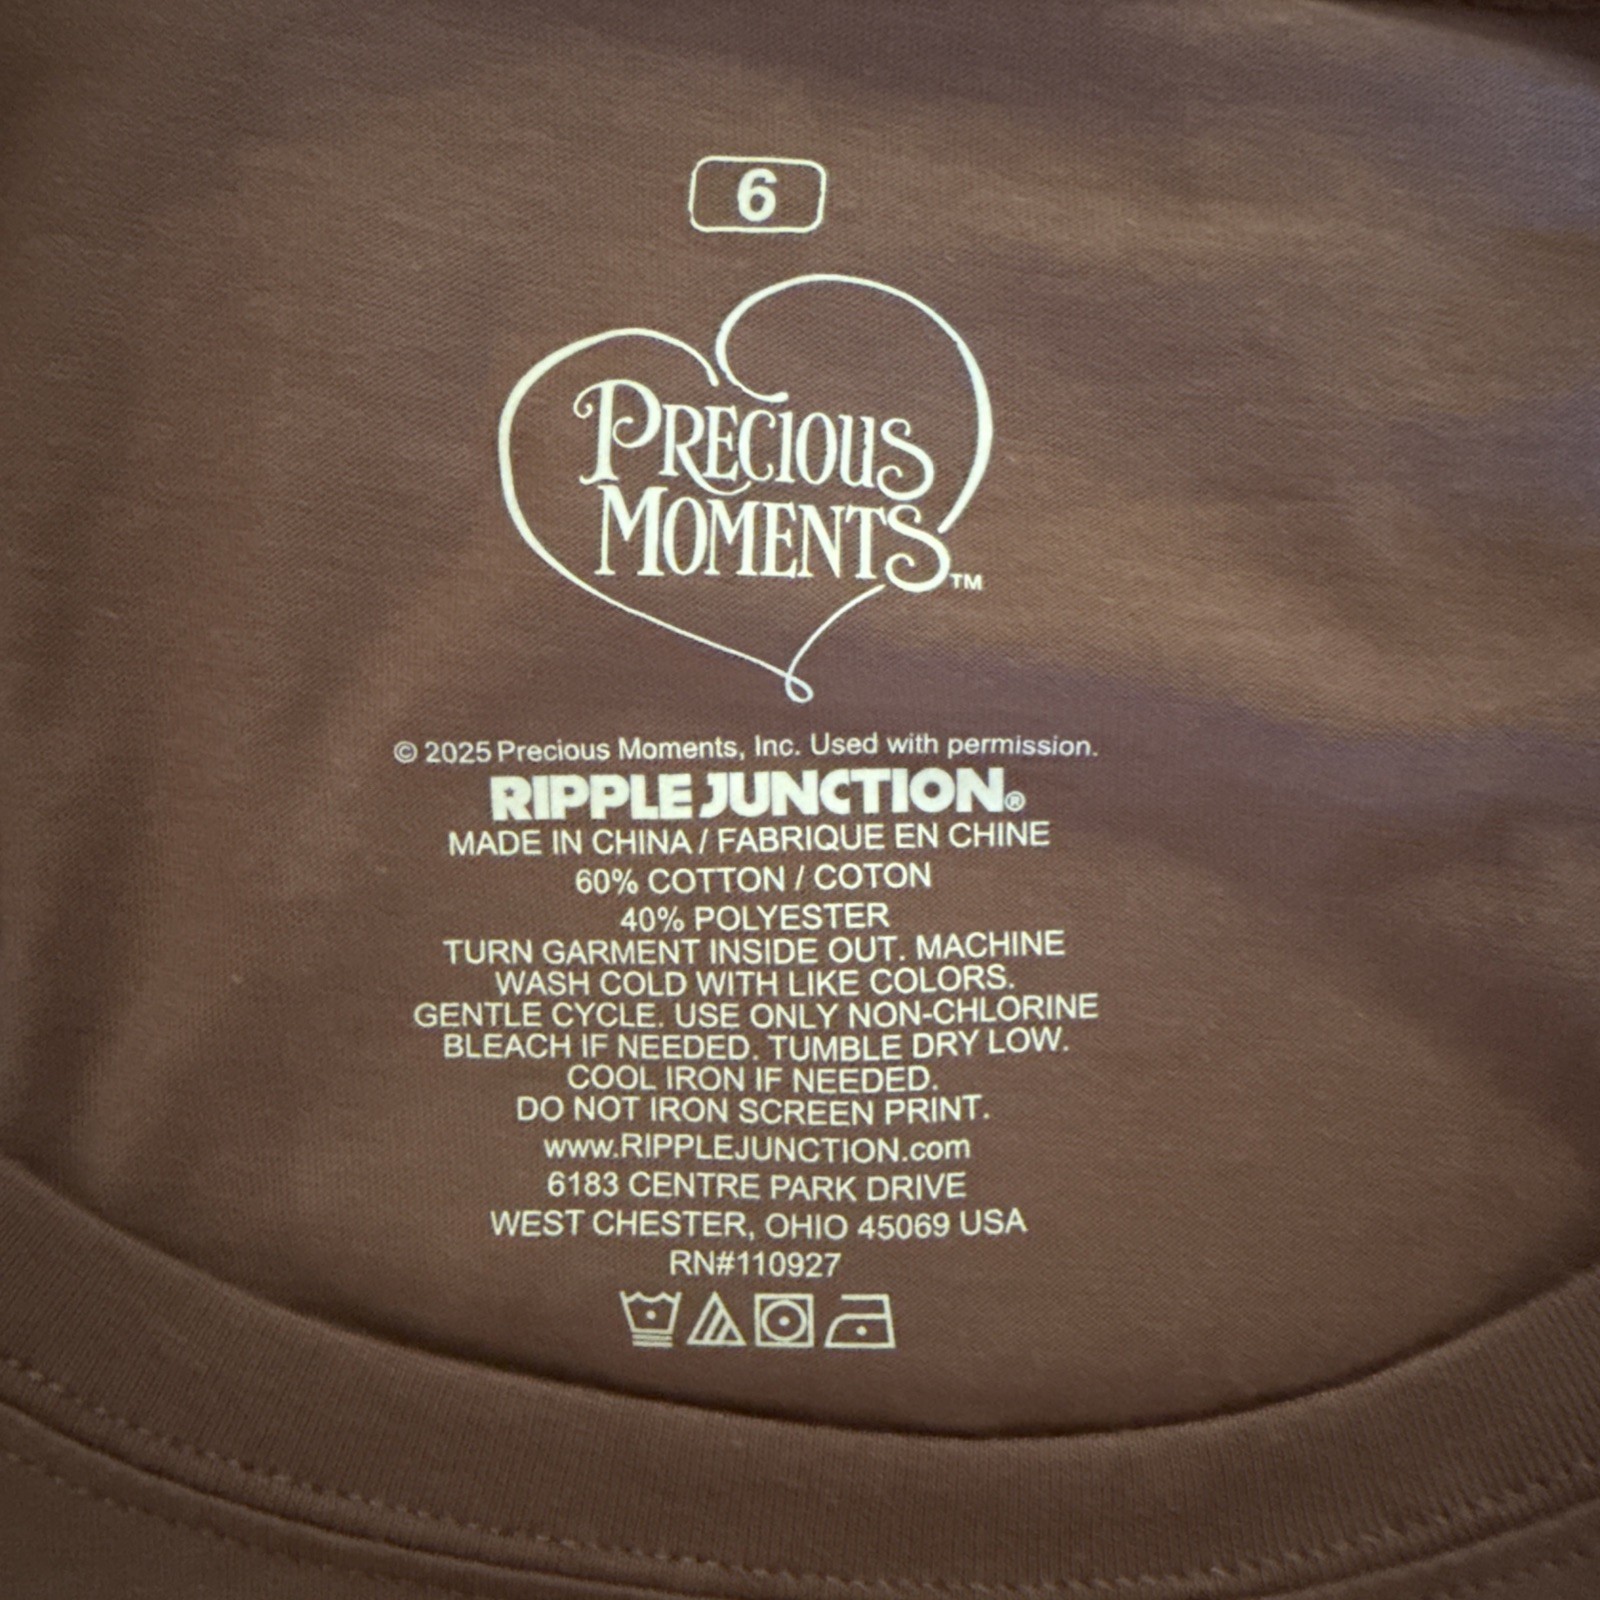 6
PRECIOUS
MOMENTS™
© 2025 Precious Moments, Inc. Used with permission.
RIPPLE JUNCTION®
MADE IN CHINA / FABRIQUE EN CHINE
60% COTTON / COTON
40% POLYESTER
TURN GARMENT INSIDE OUT. MACHINE
WASH COLD WITH LIKE COLORS.
GENTLE CYCLE. USE ONLY NON-CHLORINE
BLEACH IF NEEDED. TUMBLE DRY LOW.
COOL IRON IF NEEDED.
DO NOT IRON SCREEN PRINT.
www.RIPPLEJUNCTION.com
6183 CENTRE PARK DRIVE
WEST CHESTER, OHIO 45069 USA
RN#110927